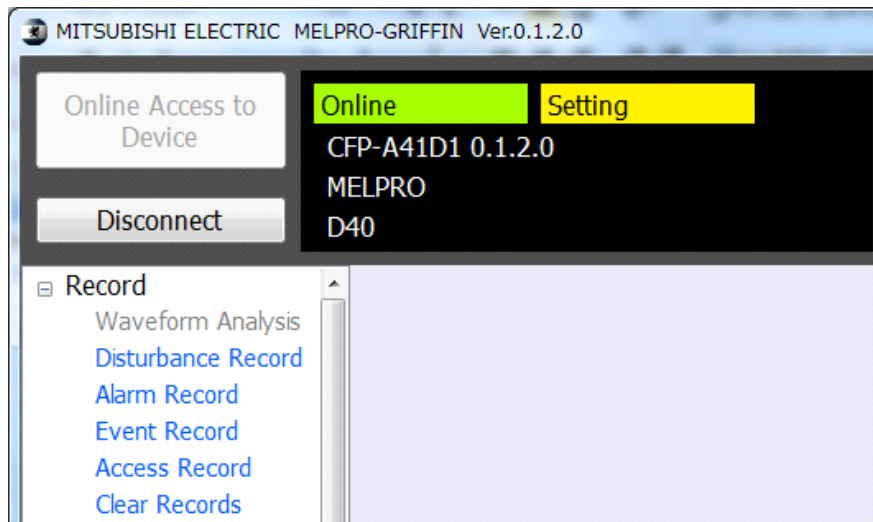 MITSUBISHI ELECTRIC MELPRO-GRIFFIN Ver.0.1.2.0
Online Access to
Device
Disconnect
Online Setting
CFP-A41D1 0.1.2.0
MELPRO
D40
Record
Waveform Analysis
Disturbance Record
Alarm Record
Event Record
Access Record
Clear Records